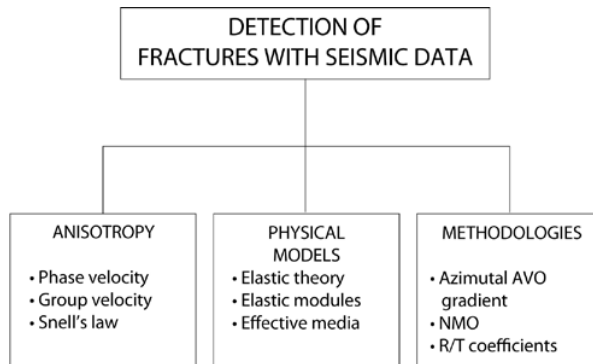 DETECTION OF
FRACTURES WITH SEISMIC DATA
ANISOTROPY
• Phase velocity
• Group velocity
• Snell's law
PHYSICAL
MODELS
• Elastic theory
• Elastic modules
• Effective media
METHODOLOGIES
• Azimutal AVO
gradient
• NMO
• R/T coefficients